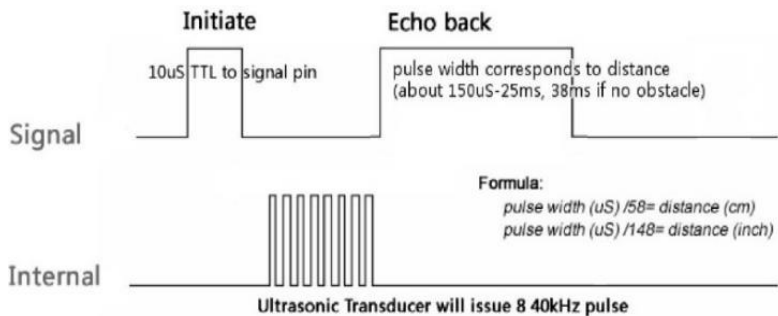 Initiate
Echo back
10uS TTL to signal pin
pulse width corresponds to distance
(about 150uS-25ms, 38ms if no obstacle)
Signal
Formula:
pulse width (uS) /58= distance (cm)
pulse width (uS) /148= distance (inch)
Internal
Ultrasonic Transducer will issue 8 40kHz pulse